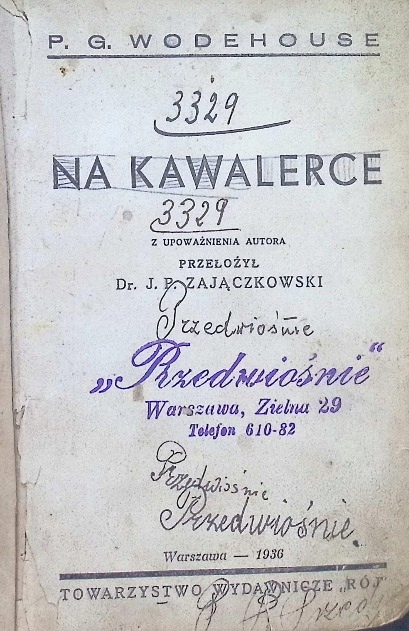 P. G. WODEHOUSE
3329
NA KAWALERCE
3329
Z UPOWAŻNIENIA AUTORA
PRZEŁOŻYŁ
Dr. J. P. ZAJĄCZKOWSKI
Przedwiośnie
„Przedwiośnie”
Warszawa, Zielna 29
Telefon 610-82
Przedwiośnie
Przedwiośnie
Warszawa — 1936
TOWARZYSTWO WYDAWNICZE „RÓJ”